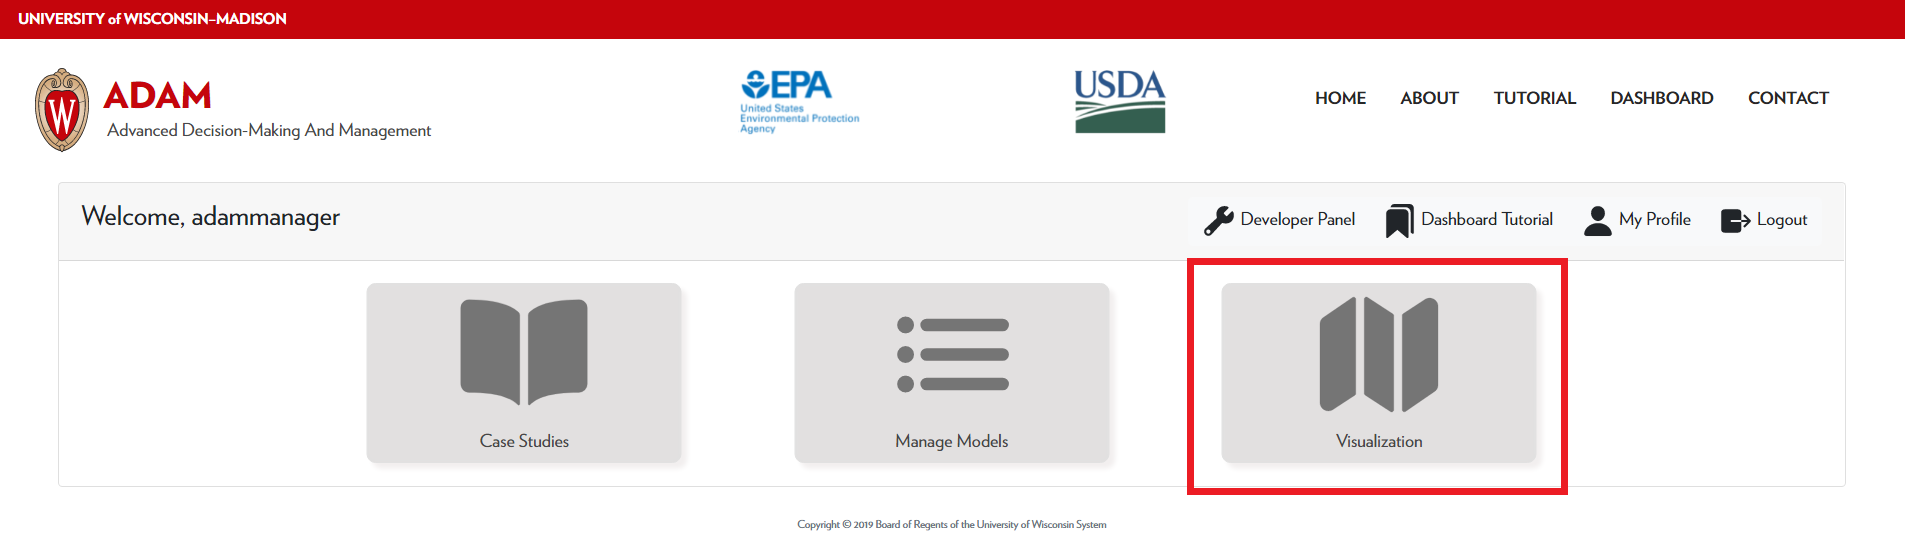 UNIVERSITY of WISCONSIN–MADISON
W
ADAM
Advanced Decision-Making And Management
EPA
United States
Environmental Protection
Agency
USDA
HOME ABOUT TUTORIAL DASHBOARD CONTACT
Welcome, adammanager
Developer Panel Dashboard Tutorial My Profile Logout
Case Studies Manage Models Visualization
Copyright © 2019 Board of Regents of the University of Wisconsin System